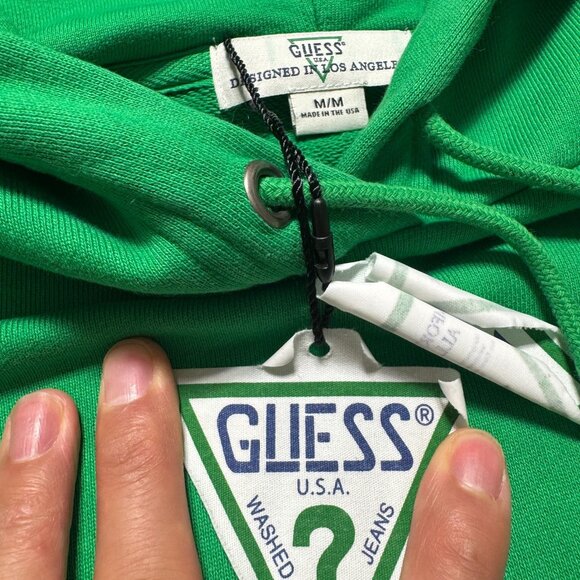 GUESS®
U.S.A.
DESIGNED IN LOS ANGELES
M/M
MADE IN THE USA
GUESS®
U.S.A.
WASHED JEANS
?